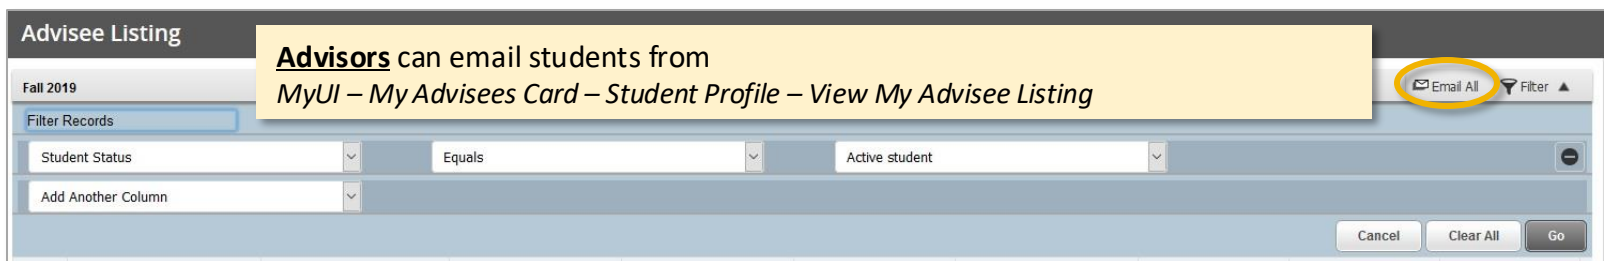 Advisee Listing
Advisors can email students from
MyUI – My Advisees Card – Student Profile – View My Advisee Listing
Fall 2019
Email All
Filter
Filter Records
Student Status
Equals
Active student
Add Another Column
Cancel
Clear All
Go